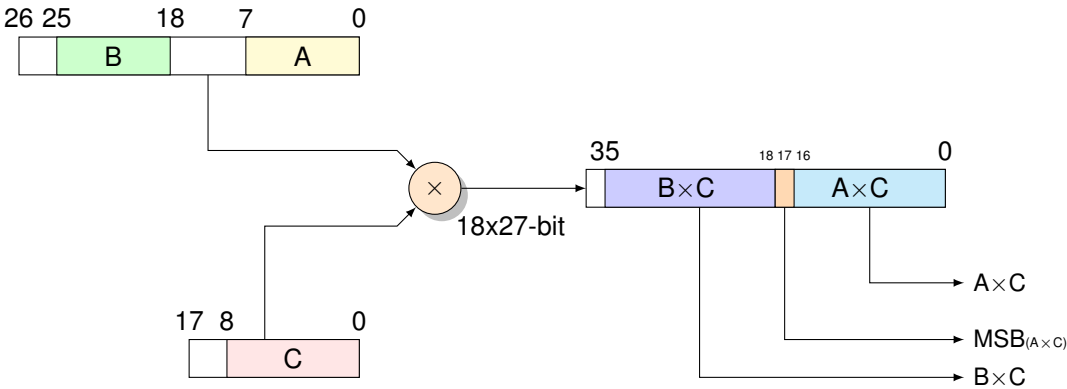 26 25 18 7 0
B A
35 18 17 16 0
B×C A×C
×
18x27-bit
A×C
17 8 0
MSB(A×C)
C
B×C